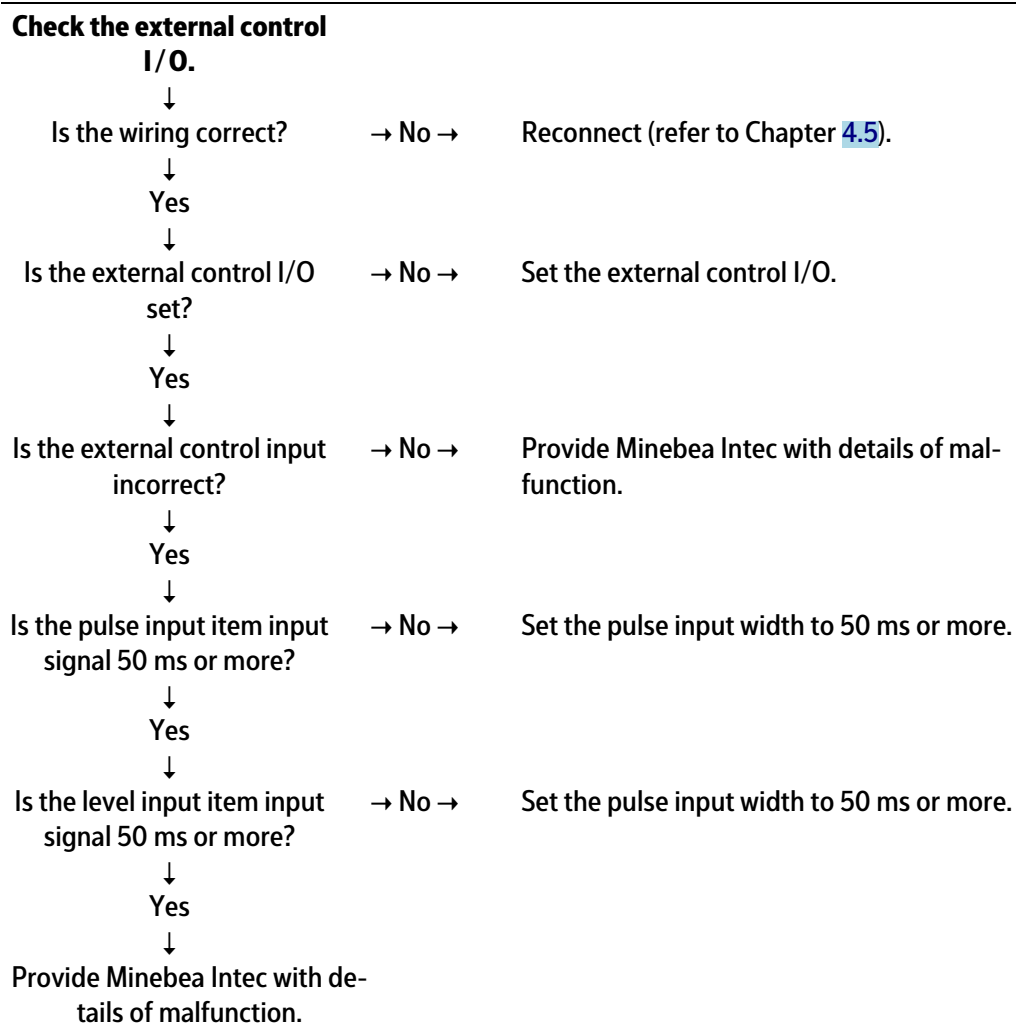 Check the external control
I/O.
↓
Is the wiring correct? → No → Reconnect (refer to Chapter 4.5).
↓
Yes
↓
Is the external control I/O → No → Set the external control I/O.
set?
↓
Yes
↓
Is the external control input → No → Provide Minebea Intec with details of mal-
incorrect? function.
↓
Yes
↓
Is the pulse input item input → No → Set the pulse input width to 50 ms or more.
signal 50 ms or more?
↓
Yes
↓
Is the level input item input → No → Set the pulse input width to 50 ms or more.
signal 50 ms or more?
↓
Yes
↓
Provide Minebea Intec with de-
tails of malfunction.